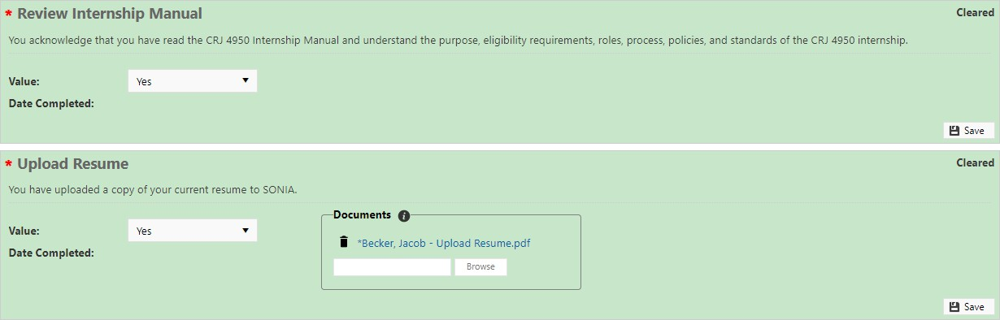 * Review Internship Manual
Cleared
You acknowledge that you have read the CRJ 4950 Internship Manual and understand the purpose, eligibility requirements, roles, process, policies, and standards of the CRJ 4950 internship.
Value:
Yes
Date Completed:
Save
* Upload Resume
Cleared
You have uploaded a copy of your current resume to SONIA.
Documents i
Value:
Yes
*Becker, Jacob - Upload Resume.pdf
Date Completed:
Browse
Save